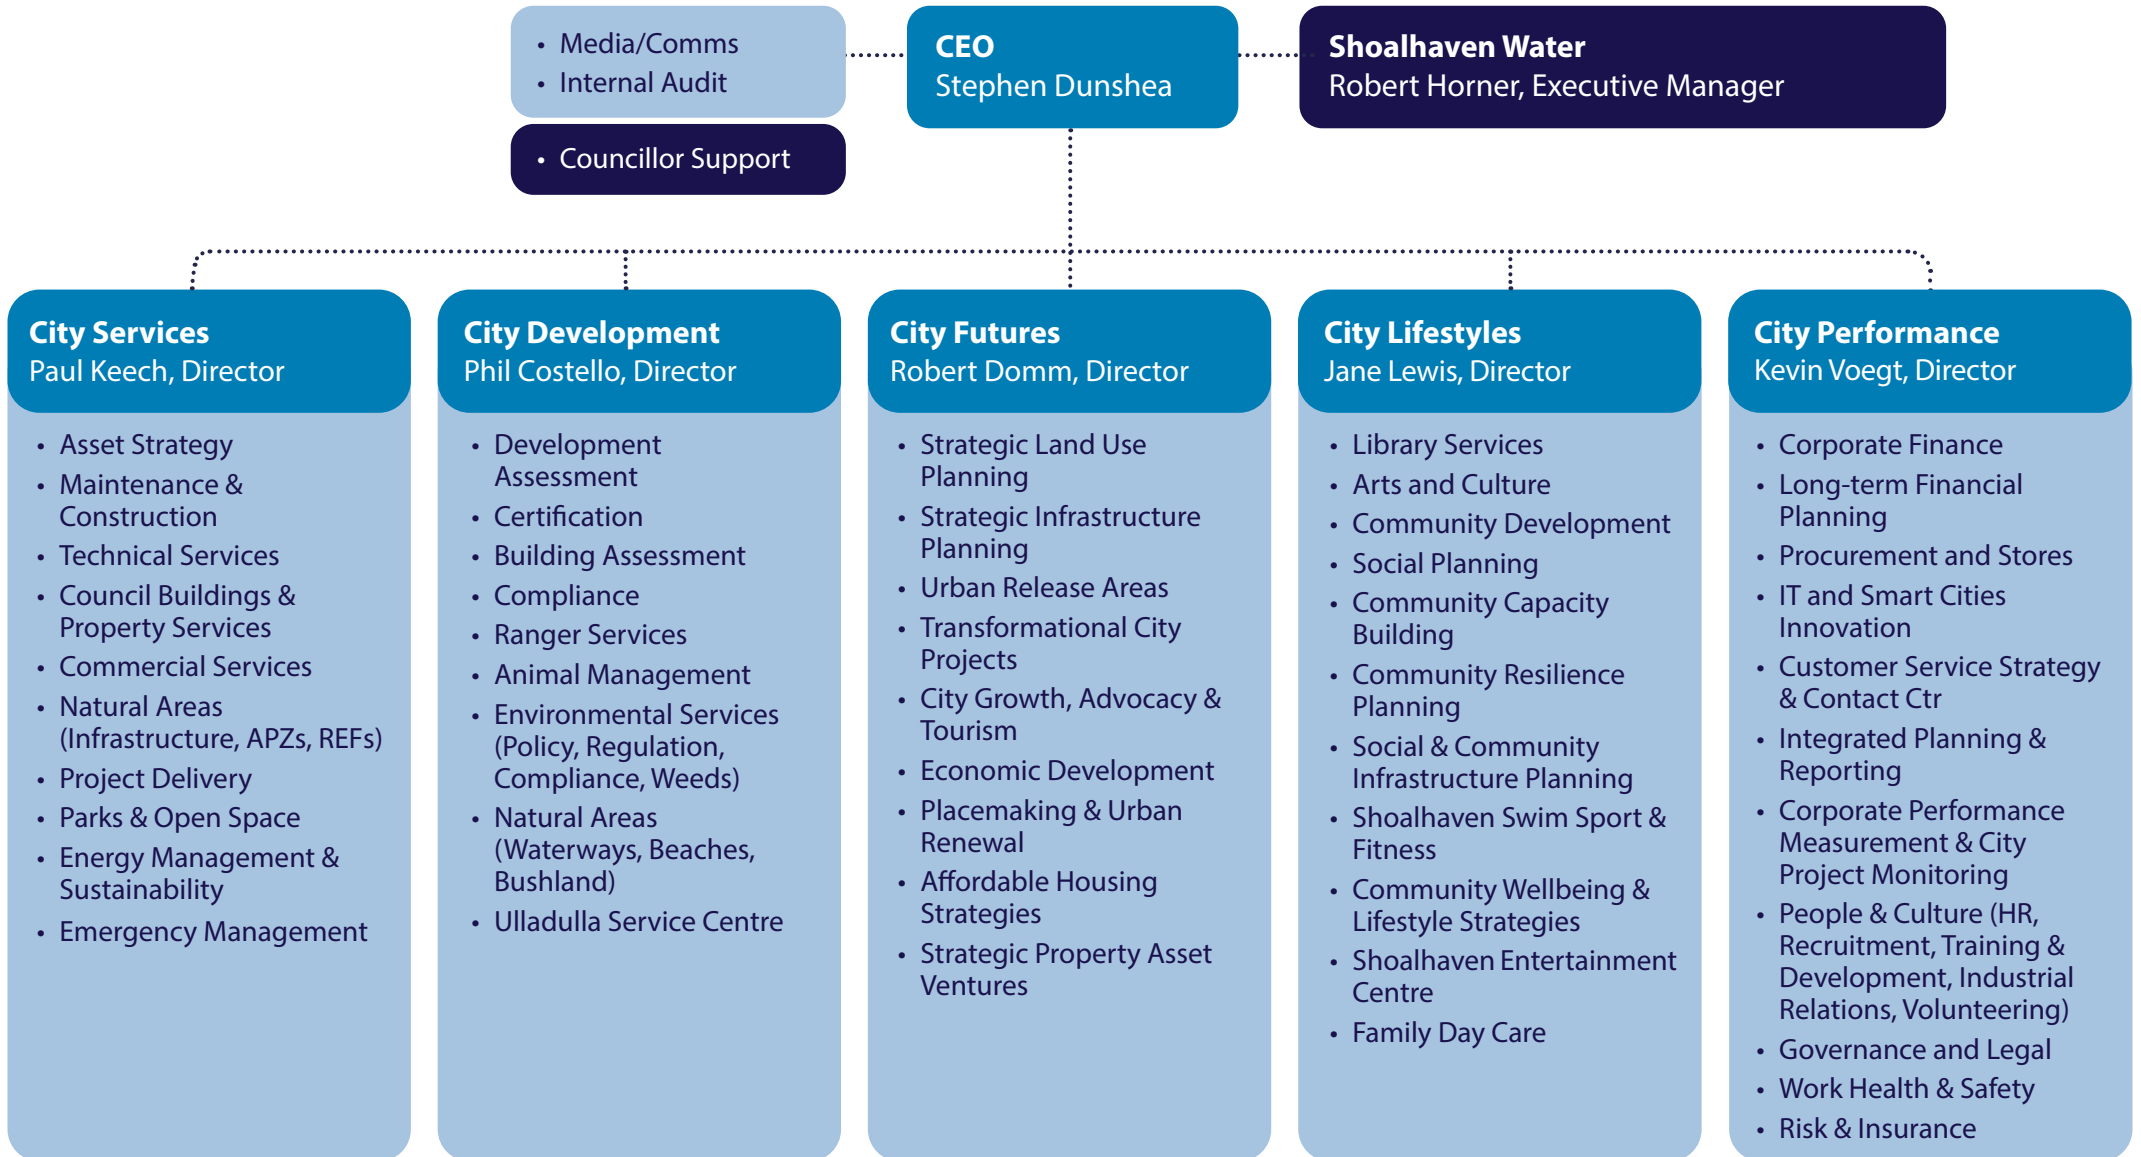 • Media/Comms
• Internal Audit
• Councillor Support
CEO
Stephen Dunshea
Shoalhaven Water
Robert Horner, Executive Manager
City Services
Paul Keech, Director
• Asset Strategy
• Maintenance &
Construction
• Technical Services
• Council Buildings &
Property Services
• Commercial Services
• Natural Areas
(Infrastructure, APZs, REFs)
• Project Delivery
• Parks & Open Space
• Energy Management &
Sustainability
• Emergency Management
City Development
Phil Costello, Director
• Development
Assessment
• Certification
• Building Assessment
• Compliance
• Ranger Services
• Animal Management
• Environmental Services
(Policy, Regulation,
Compliance, Weeds)
• Natural Areas
(Waterways, Beaches,
Bushland)
• Ulladulla Service Centre
City Futures
Robert Domm, Director
• Strategic Land Use
Planning
• Strategic Infrastructure
Planning
• Urban Release Areas
• Transformational City
Projects
• City Growth, Advocacy &
Tourism
• Economic Development
• Placemaking & Urban
Renewal
• Affordable Housing
Strategies
• Strategic Property Asset
Ventures
City Lifestyles
Jane Lewis, Director
• Library Services
• Arts and Culture
• Community Development
• Social Planning
• Community Capacity
Building
• Community Resilience
Planning
• Social & Community
Infrastructure Planning
• Shoalhaven Swim Sport &
Fitness
• Community Wellbeing &
Lifestyle Strategies
• Shoalhaven Entertainment
Centre
• Family Day Care
City Performance
Kevin Voegt, Director
• Corporate Finance
• Long-term Financial
Planning
• Procurement and Stores
• IT and Smart Cities
Innovation
• Customer Service Strategy
& Contact Ctr
• Integrated Planning &
Reporting
• Corporate Performance
Measurement & City
Project Monitoring
• People & Culture (HR,
Recruitment, Training &
Development, Industrial
Relations, Volunteering)
• Governance and Legal
• Work Health & Safety
• Risk & Insurance